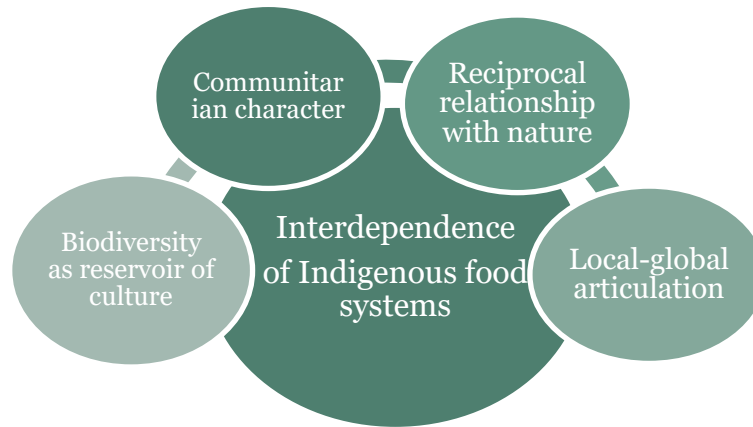 Biodiversity
as reservoir of
culture
Communitar
ian character
Reciprocal
relationship
with nature
Local-global
articulation
Interdependence
of Indigenous food
systems